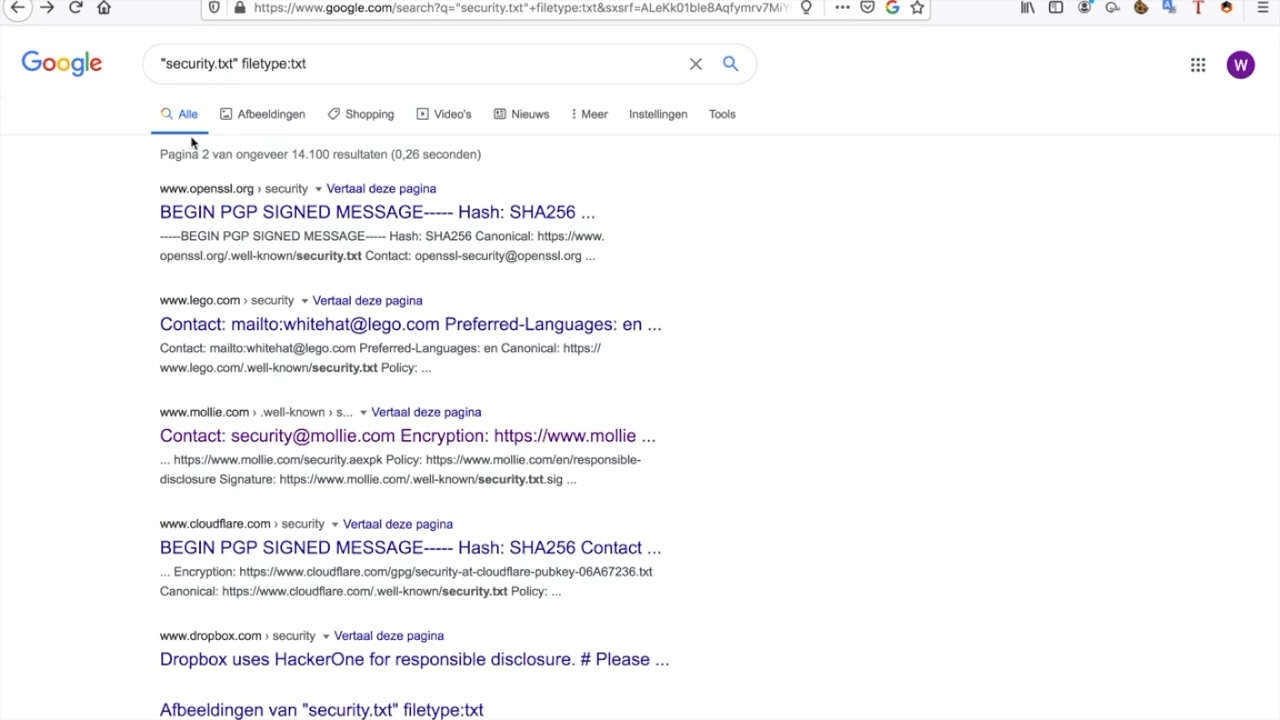 https://www.google.com/search?q="security.txt"+filetype:txt&sxsrf=ALeKk01ble8Aqfymrv7MiY
Google
"security.txt" filetype:txt
W
Alle
Afbeeldingen
Shopping
Video's
Nieuws
Meer
Instellingen
Tools
Pagina 2 van ongeveer 14.100 resultaten (0,26 seconden)
www.openssl.org › security Vertaal deze pagina
BEGIN PGP SIGNED MESSAGE----- Hash: SHA256 ...
-----BEGIN PGP SIGNED MESSAGE----- Hash: SHA256 Canonical: https://www.
openssl.org/.well-known/security.txt Contact: openssl-security@openssl.org ...
www.lego.com › security Vertaal deze pagina
Contact: mailto:whitehat@lego.com Preferred-Languages: en ...
Contact: mailto:whitehat@lego.com Preferred-Languages: en Canonical: https://
www.lego.com/.well-known/security.txt Policy: ...
www.mollie.com › .well-known › s... Vertaal deze pagina
Contact: security@mollie.com Encryption: https://www.mollie ...
... https://www.mollie.com/security.aexpk Policy: https://www.mollie.com/en/responsible-
disclosure Signature: https://www.mollie.com/.well-known/security.txt.sig ...
www.cloudflare.com › security Vertaal deze pagina
BEGIN PGP SIGNED MESSAGE----- Hash: SHA256 Contact ...
... Encryption: https://www.cloudflare.com/gpg/security-at-cloudflare-pubkey-06A67236.txt
Canonical: https://www.cloudflare.com/.well-known/security.txt Policy: ...
www.dropbox.com › security Vertaal deze pagina
Dropbox uses HackerOne for responsible disclosure. # Please ...
Afbeeldingen van "security.txt" filetype:txt